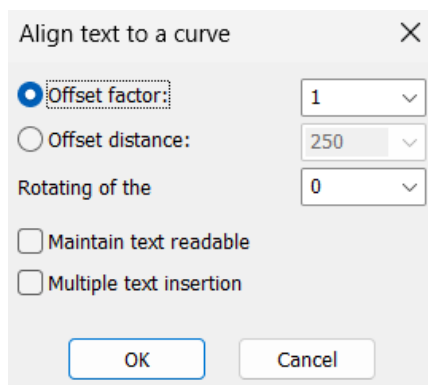 Align text to a curve
Offset factor: 1
Offset distance: 250
Rotating of the 0
Maintain text readable
Multiple text insertion
OK Cancel